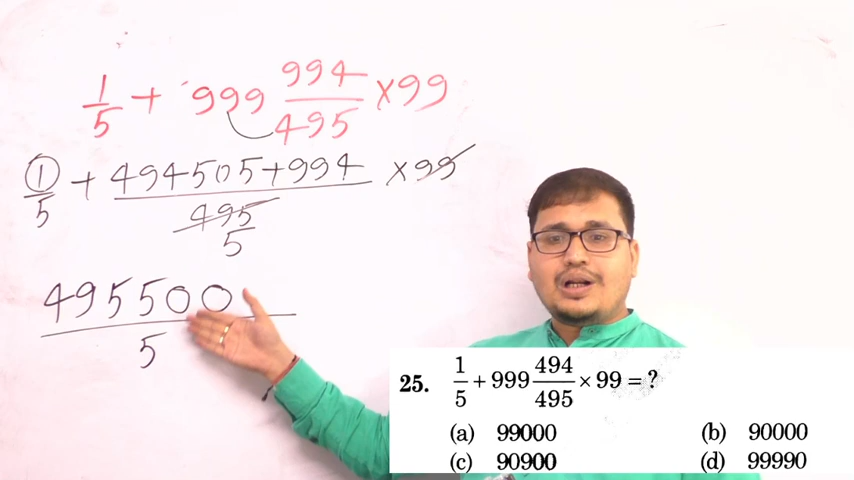 1/5 + 999 994/495 ×99
1/5 + 494505+994/495 ×99
5
495500/5
25. 1/5 + 999 494/495 × 99 = ?
(a) 99000 (b) 90000
(c) 90900 (d) 99990